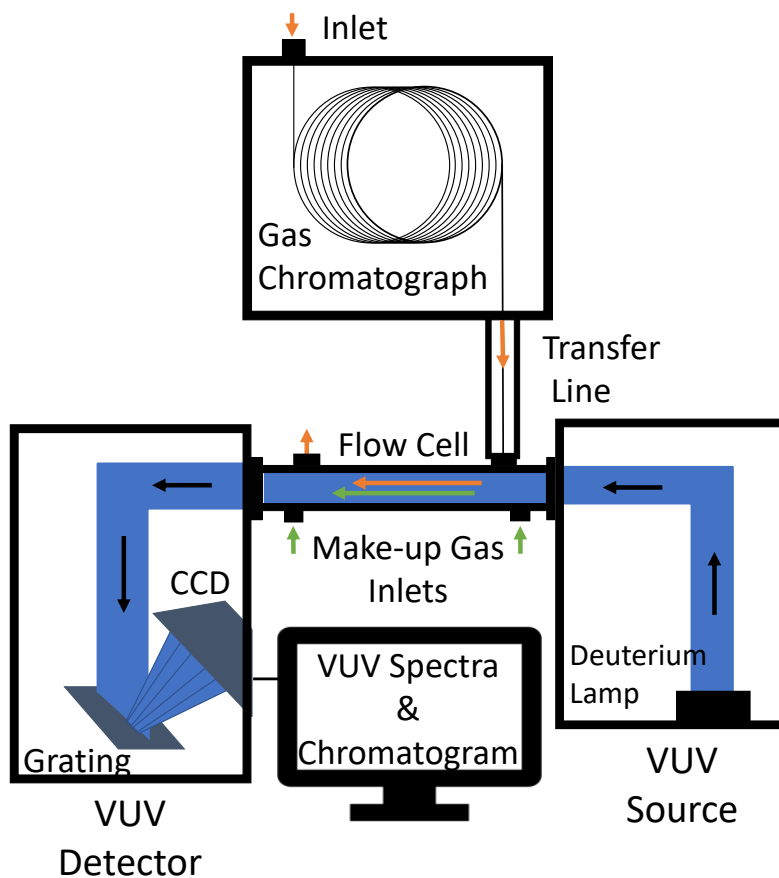 Inlet
Gas
Chromatograph
Transfer
Line
Flow Cell
Make-up Gas
Inlets
CCD
Grating
VUV
Detector
VUV Spectra
&
Chromatogram
Deuterium
Lamp
VUV
Source